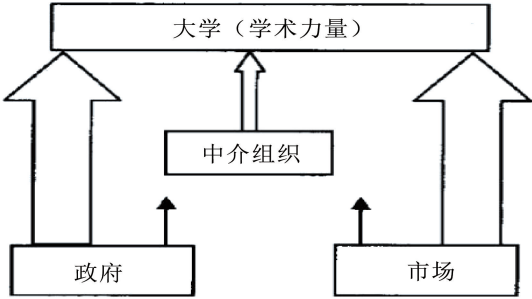 大学（学术力量）
中介组织
政府
市场